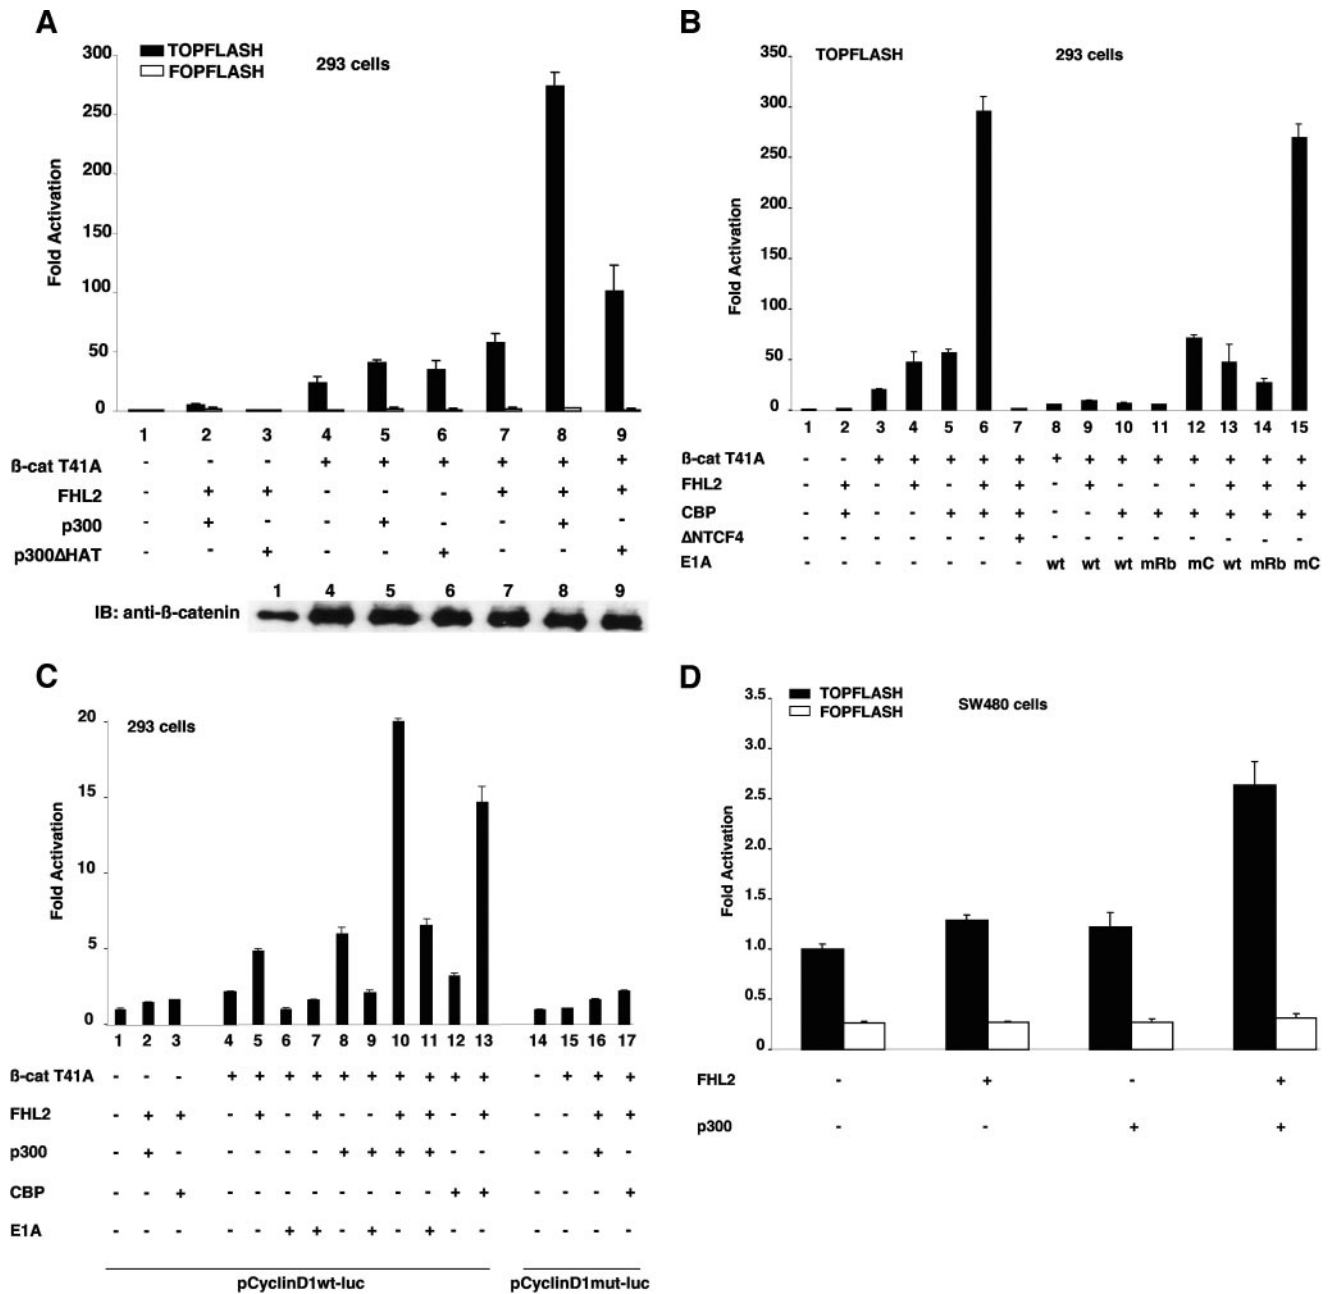 A
TOPFLASH
FOPFLASH
293 cells
Fold Activation
300
250
200
150
100
50
0
1 2 3 4 5 6 7 8 9
ß-cat T41A - - - + + + + + +
FHL2 - + + - - - + + +
p300 - + - - + - - + -
p300ΔHAT - - + - - + - - +
1 4 5 6 7 8 9
IB: anti-ß-catenin
B
TOPFLASH 293 cells
Fold Activation
350
300
250
200
150
100
50
0
1 2 3 4 5 6 7 8 9 10 11 12 13 14 15
ß-cat T41A - - + + + + + + + + + + + + +
FHL2 - + - + - + + - + - - - + + +
CBP - + - - + + + - - + + + + + +
ΔNTCF4 - - - - - - + - - - - - - - -
E1A - - - - - - - wt wt wt mRb mC wt mRb mC
C
293 cells
Fold Activation
20
15
10
5
0
1 2 3 4 5 6 7 8 9 10 11 12 13 14 15 16 17
ß-cat T41A - - - + + + + + + + + + + - + + +
FHL2 - + + - + - + - - + + - + - - + +
p300 - + - - - - - + + + + - - - - + -
CBP - - + - - - - - - - - + + - - - +
E1A - - - - - + + - + - + - - - - - -
pCyclinD1wt-luc pCyclinD1mut-luc
D
TOPFLASH
FOPFLASH
SW480 cells
Fold Activation
3.5
3.0
2.5
2.0
1.5
1.0
0.5
0
FHL2 - + - +
p300 - - + +